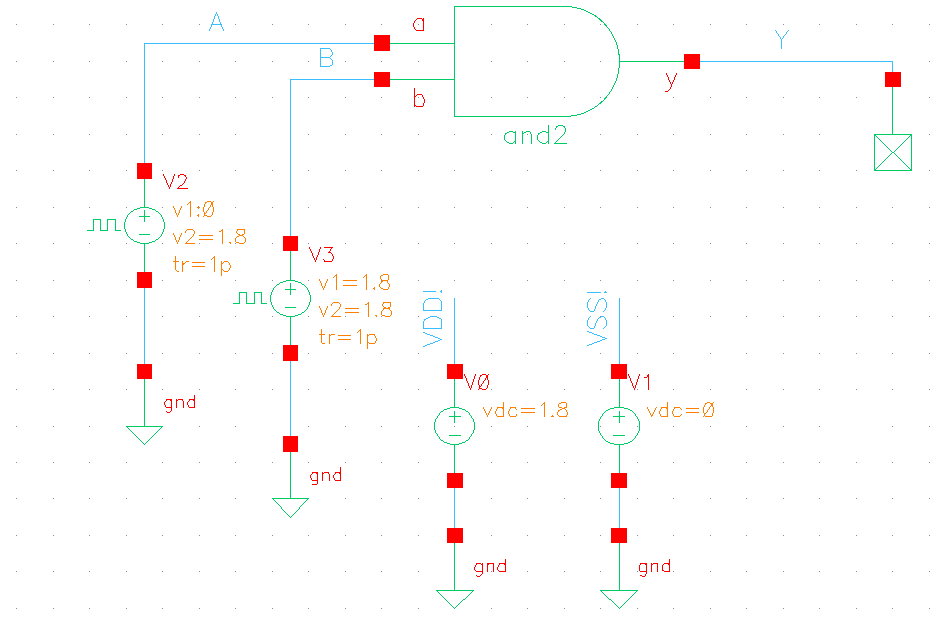 A
a
Y
B
y
b
and2
V2
v1:0
v2=1.8
tr=1p
V3
v1=1.8
v2=1.8
tr=1p
VDD!
VSS!
gnd
V0
vdc=1.8
V1
vdc=0
gnd
gnd
gnd